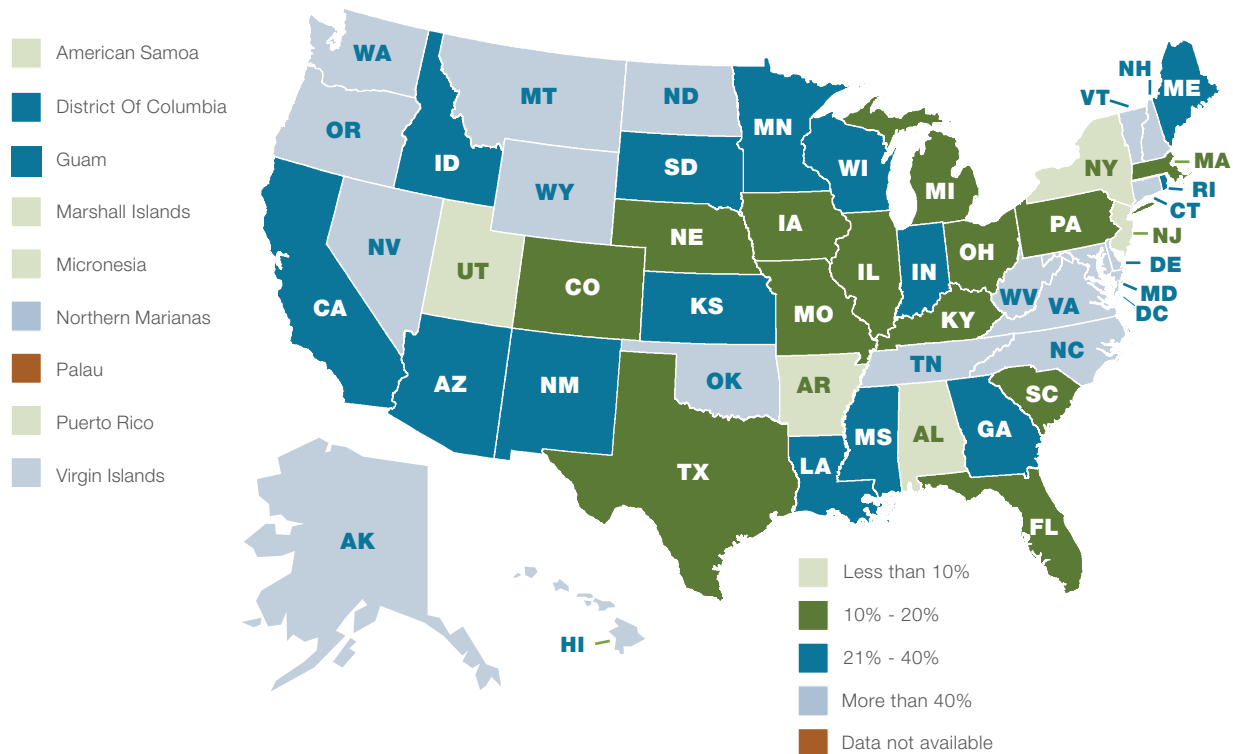 American Samoa
District Of Columbia
Guam
Marshall Islands
Micronesia
Northern Marianas
Palau
Puerto Rico
Virgin Islands
WA
OR
CA
NV
ID
MT
WY
UT
AZ
CO
NM
ND
SD
NE
KS
OK
TX
MN
IA
MO
AR
LA
WI
IL
MI
IN
OH
KY
TN
MS
AL
GA
FL
SC
NC
VA
WV
PA
NY
VT
NH
ME
MA
RI
CT
NJ
DE
MD
DC
AK
HI
Less than 10%
10% - 20%
21% - 40%
More than 40%
Data not available